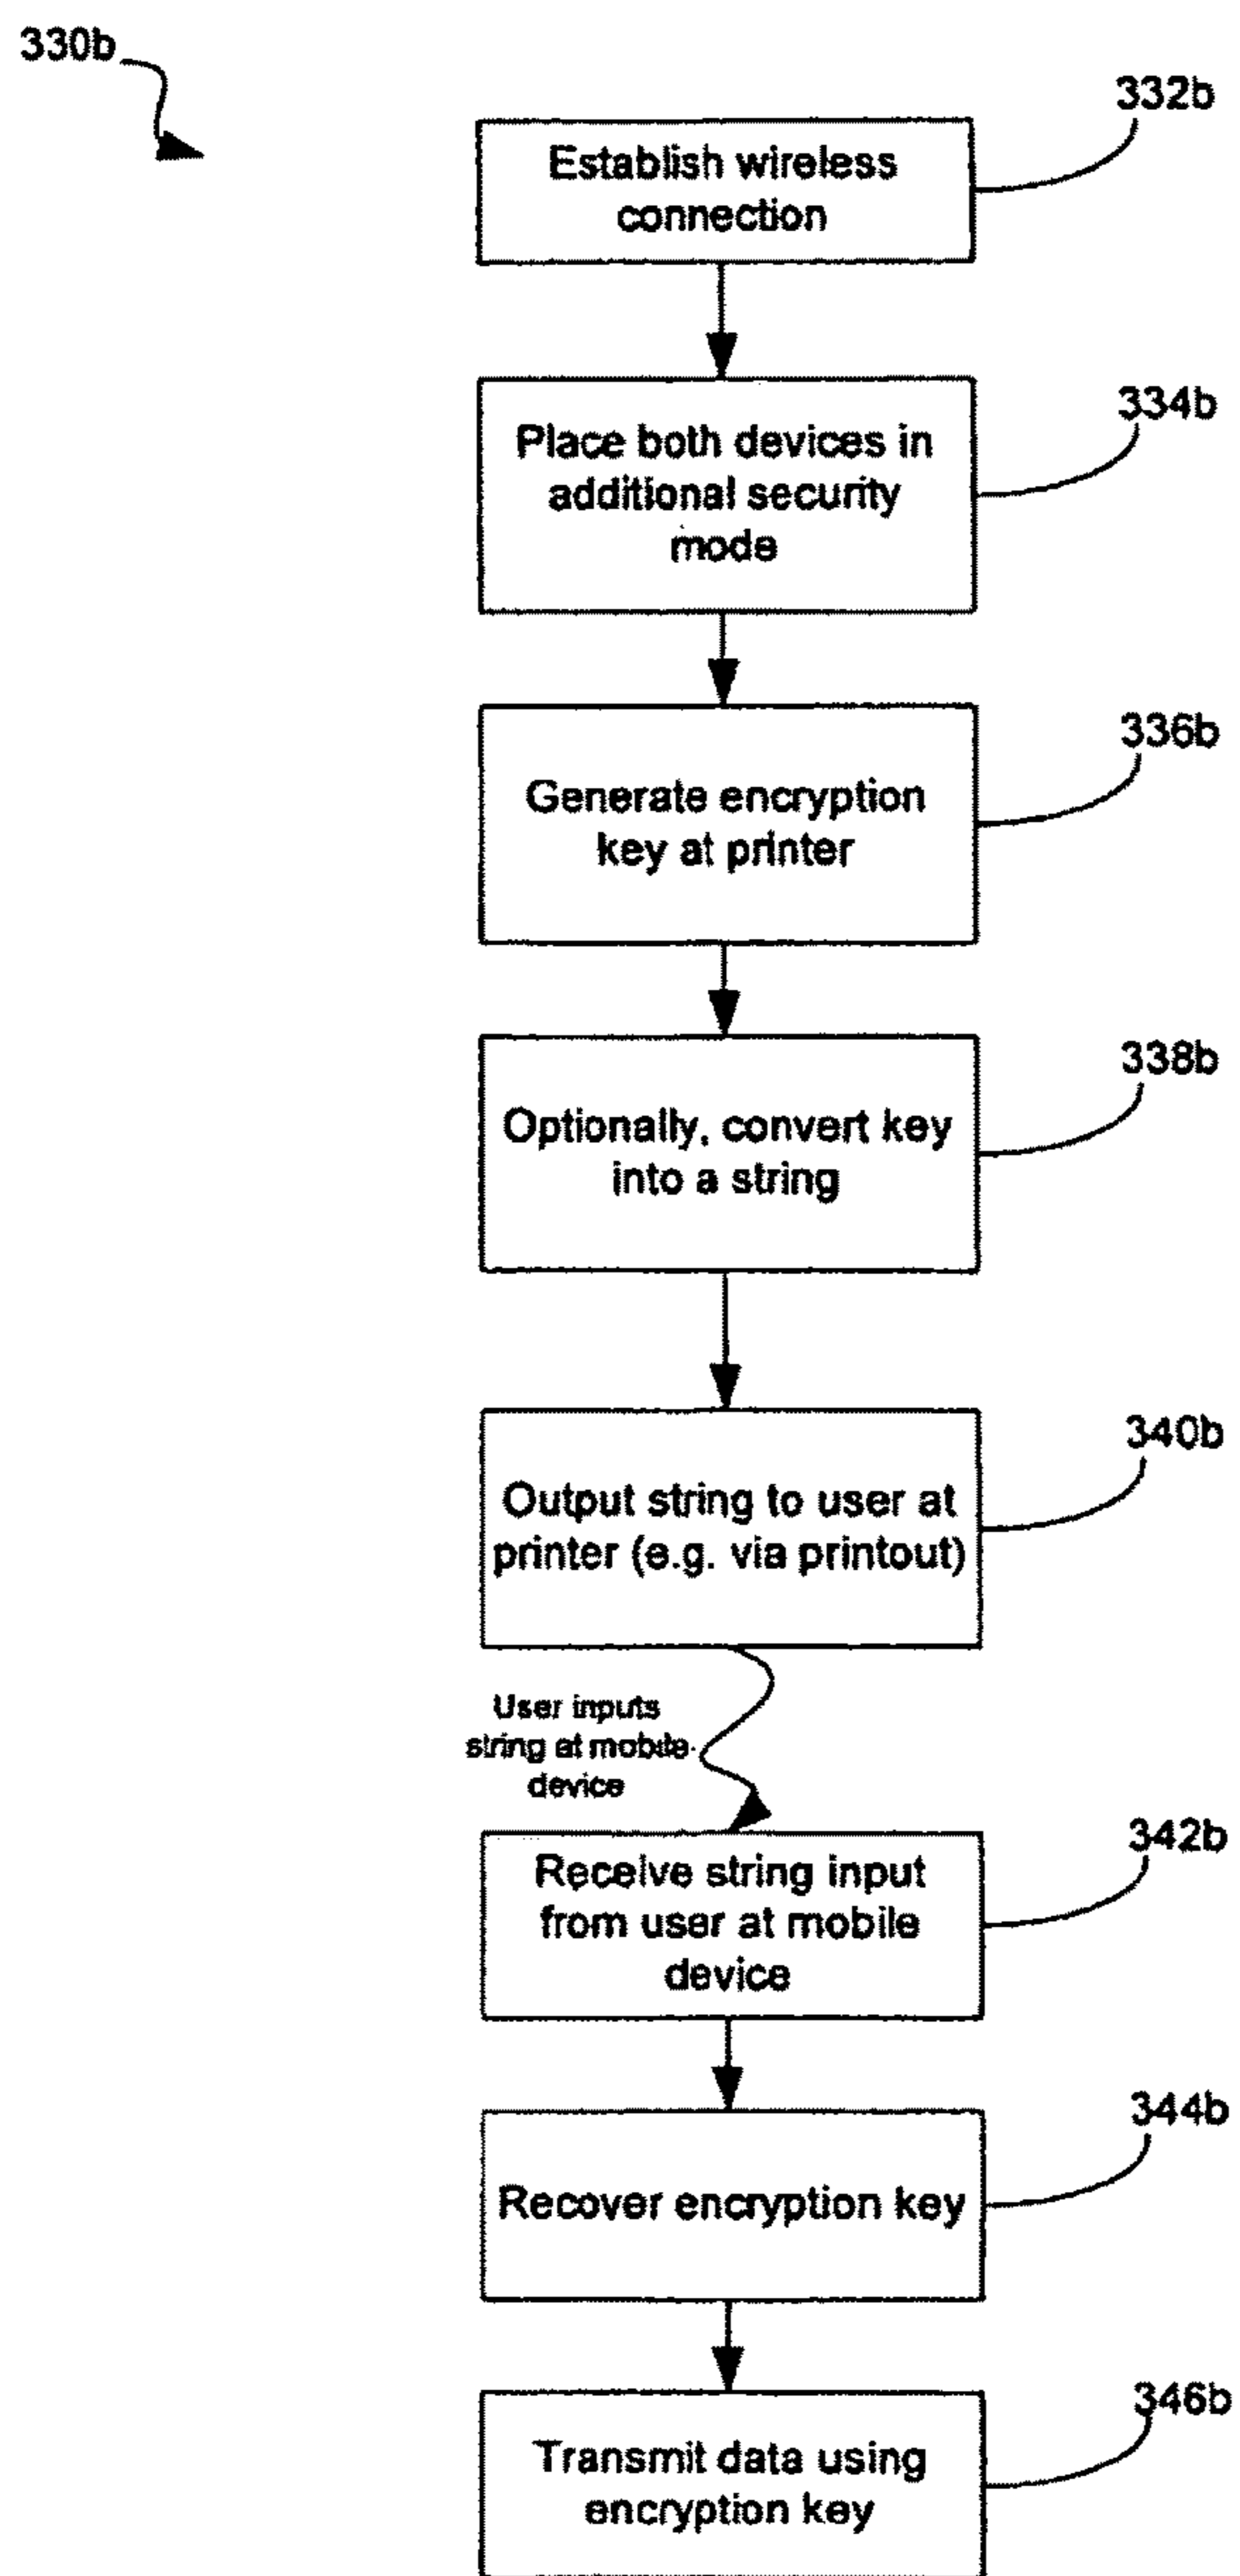 330b
332b
Establish wireless
connection
334b
Place both devices in
additional security
mode
336b
Generate encryption
key at printer
338b
Optionally, convert key
into a string
340b
Output string to user at
printer (e.g. via printout)
User inputs
string at mobile
device
342b
Receive string input
from user at mobile
device
344b
Recover encryption key
346b
Transmit data using
encryption key